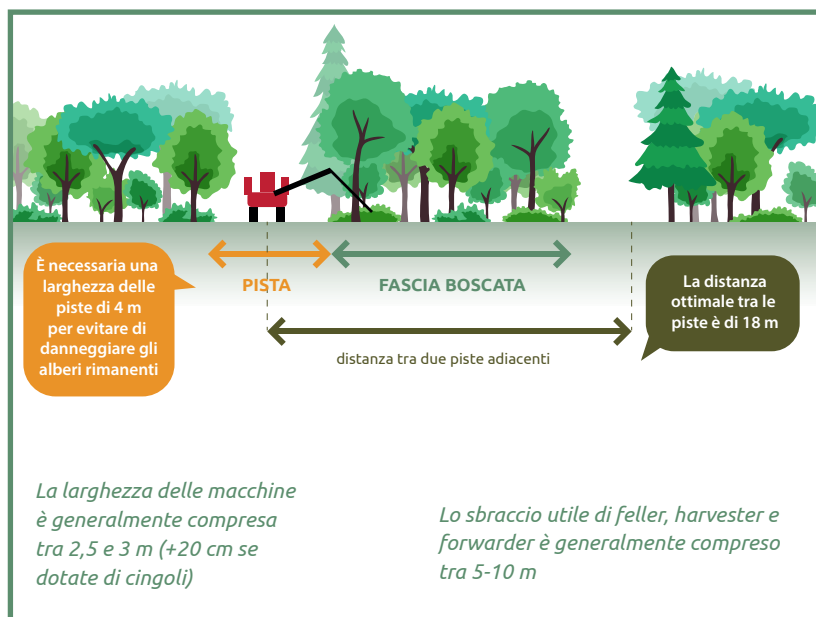 È necessaria una
larghezza delle
piste di 4 m
per evitare di
danneggiare gli
alberi rimanenti
PISTA
FASCIA BOSCATA
La distanza
ottimale tra le
piste è di 18 m
distanza tra due piste adiacenti
La larghezza delle macchine
è generalmente compresa
tra 2,5 e 3 m (+20 cm se
dotate di cingoli)
Lo sbraccio utile di feller, harvester e
forwarder è generalmente compreso
tra 5-10 m